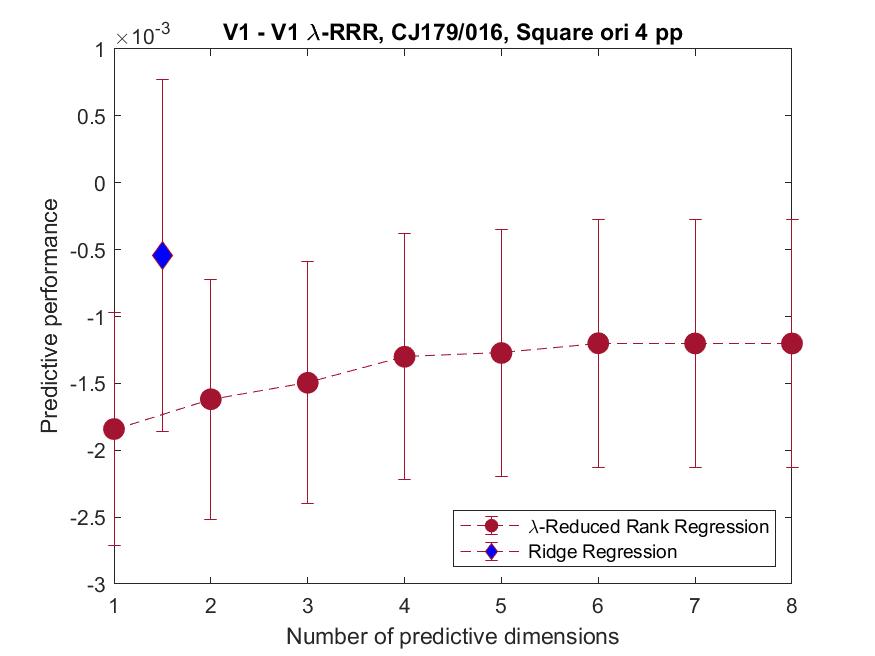 ×10⁻³
V1 - V1 λ-RRR, CJ179/016, Square ori 4 pp
1
0.5
0
-0.5
-1
-1.5
-2
-2.5
-3
Predictive performance
λ-Reduced Rank Regression
Ridge Regression
1 2 3 4 5 6 7 8
Number of predictive dimensions